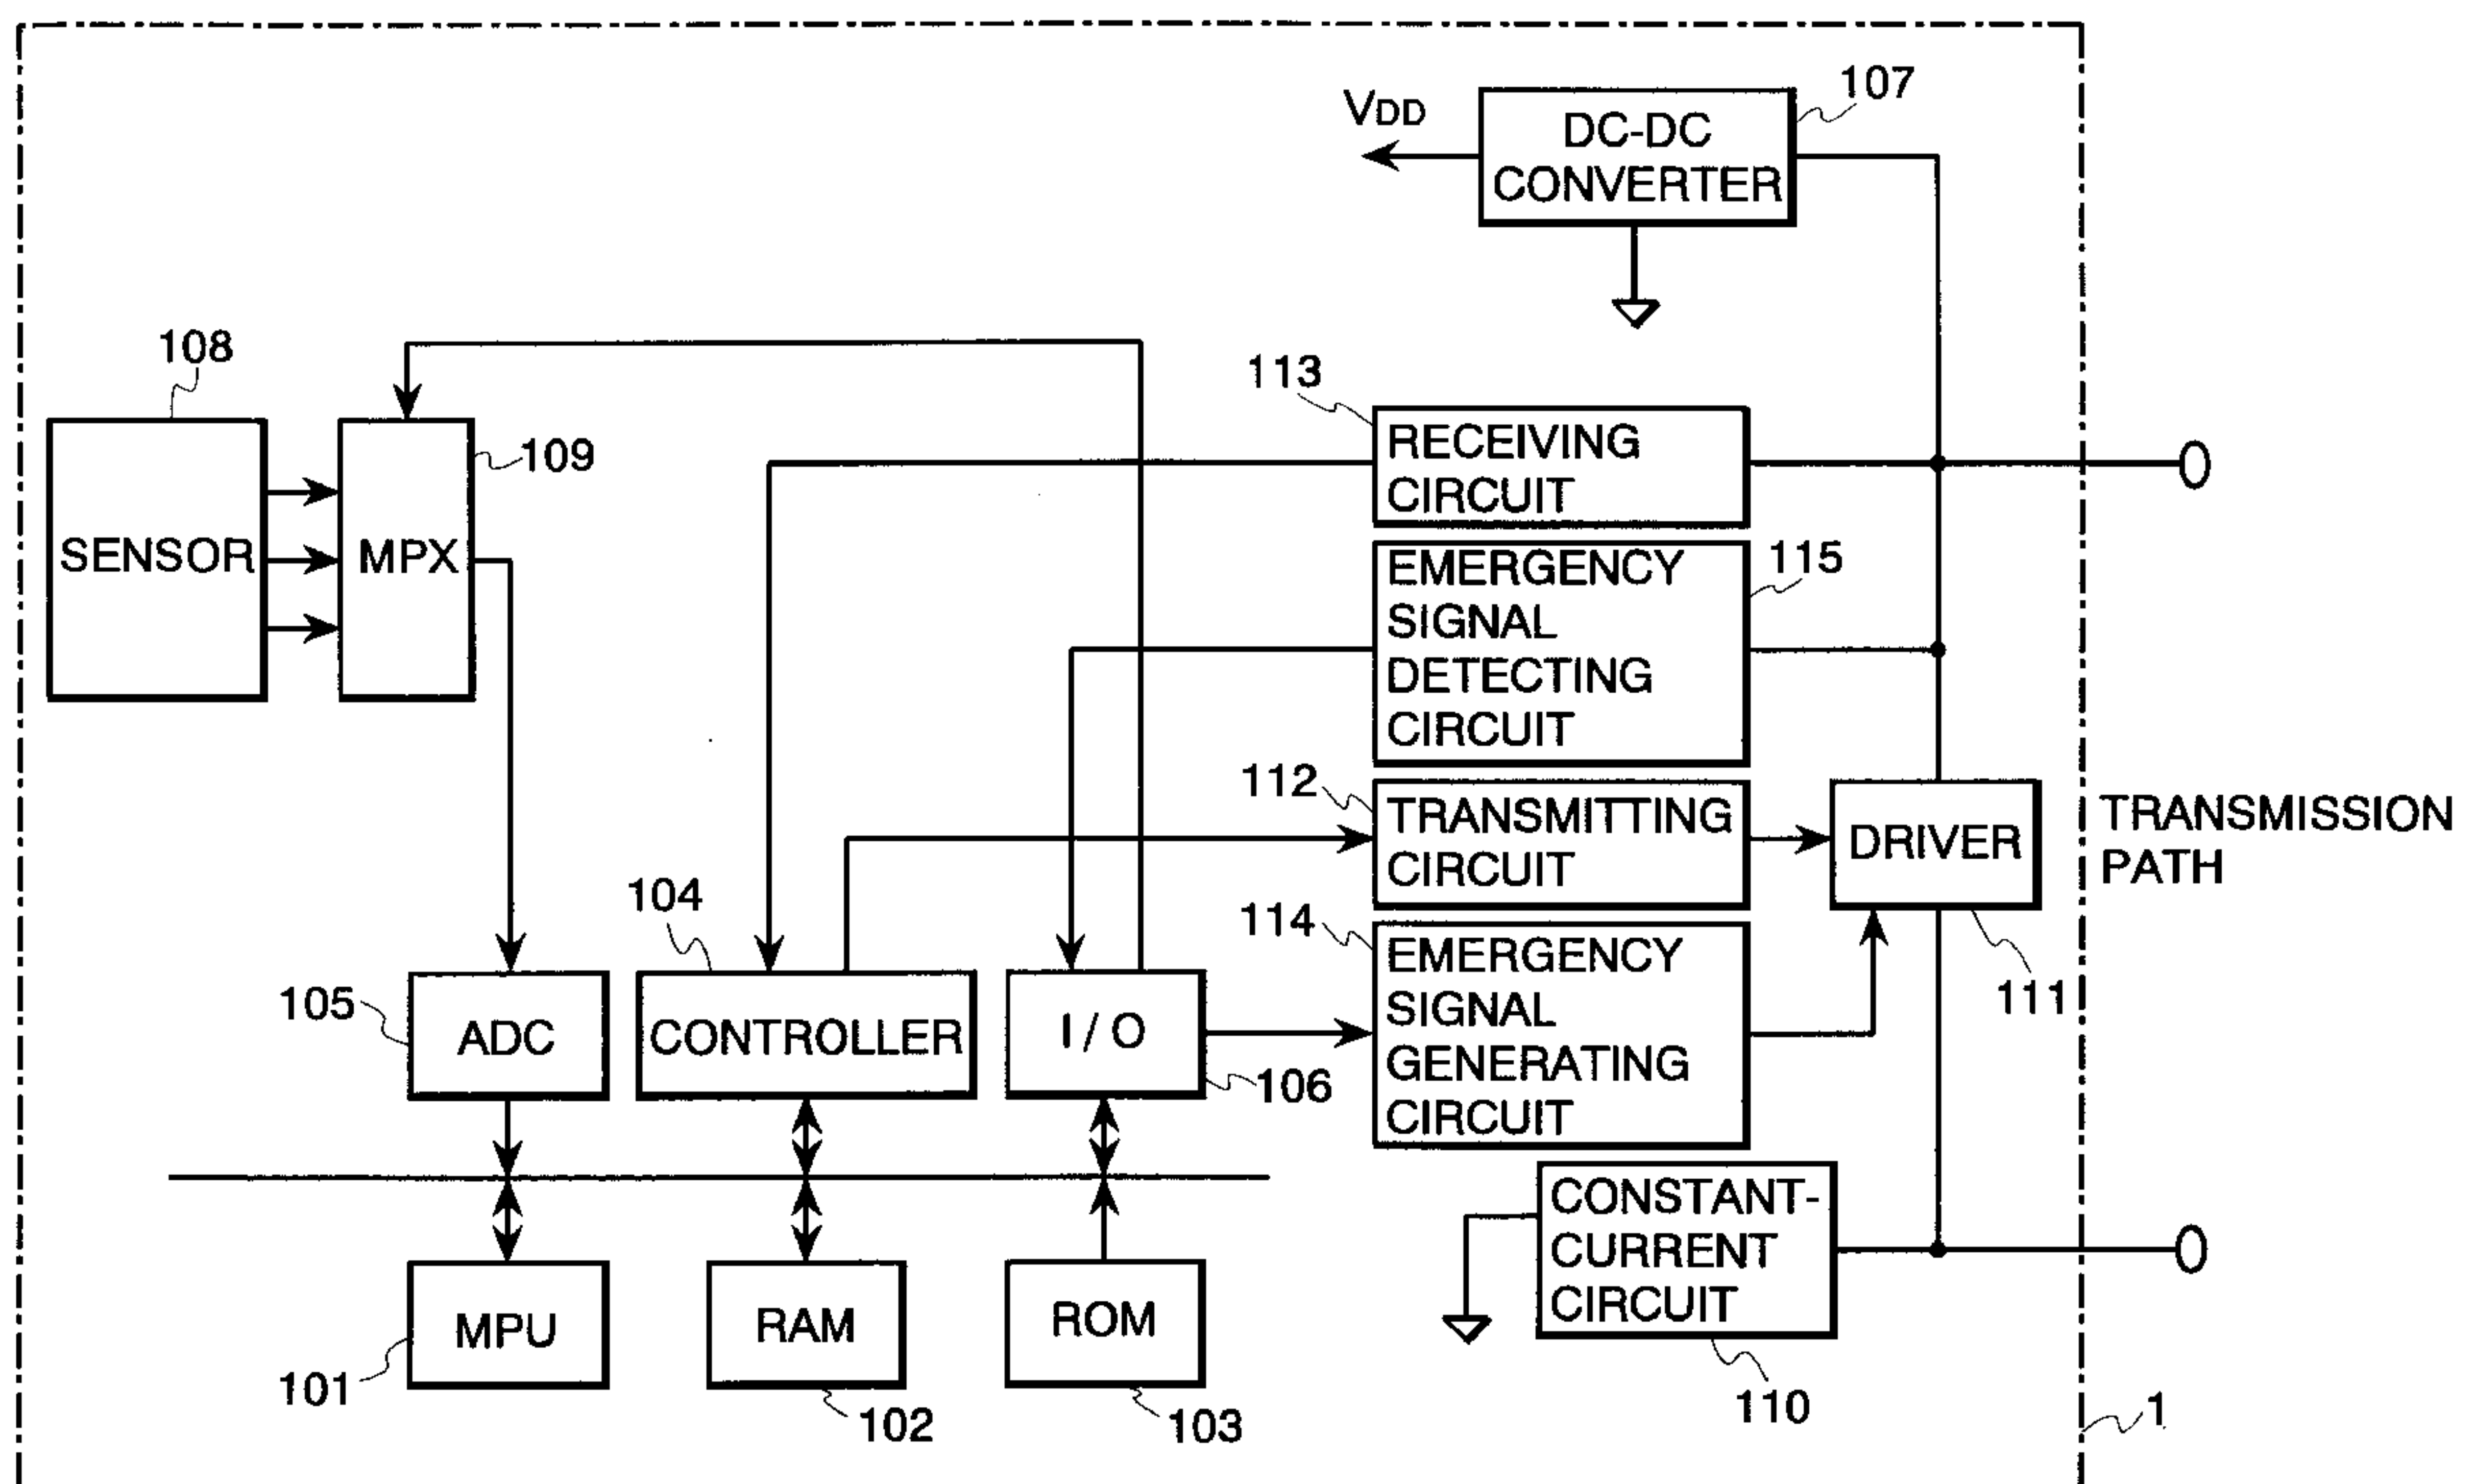 107
VDD
DC-DC
CONVERTER
108
113
109
RECEIVING
CIRCUIT
SENSOR
MPX
115
EMERGENCY
SIGNAL
DETECTING
CIRCUIT
112
TRANSMITTING
CIRCUIT
DRIVER
TRANSMISSION
PATH
104
114
EMERGENCY
SIGNAL
GENERATING
CIRCUIT
111
105
ADC
CONTROLLER
I / O
106
CONSTANT-
CURRENT
CIRCUIT
MPU
RAM
ROM
101
102
103
110
1